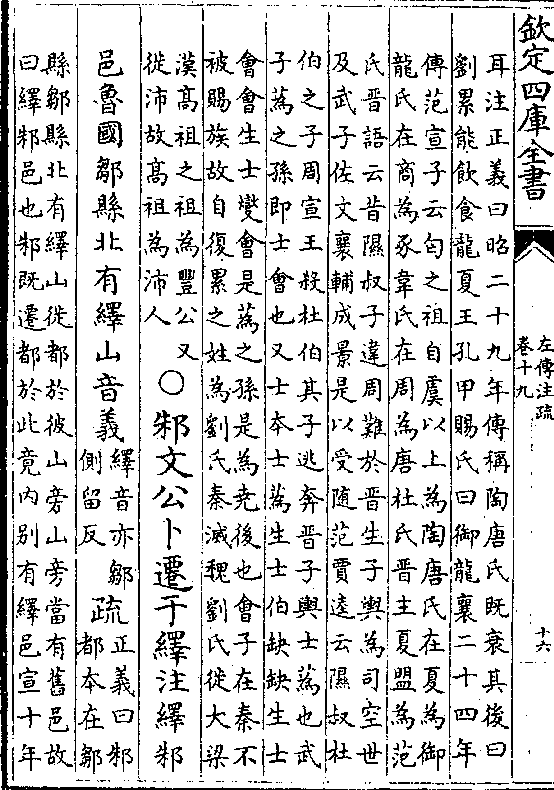 欽定四庫全書
左傳注疏
卷十九
十六
耳注正義曰昭二十九年傳稱陶唐氏既衰其後曰
劉累能飲食龍夏王孔甲賜氏曰御龍襄二十四年
傳范宣子云匄之祖自虞以上為陶唐氏在夏為御
龍氏在商為豕韋氏在周為唐杜氏晉主夏盟為范
氏晉語云昔隰叔子違周難於晉生子輿為司空世
及武子佐文襄輔成景是以受随范賈逵云隰叔杜
伯之子周宣王殺杜伯其子逃奔晉子輿士蒍也武
子蒍之孫即士會也又士本士蒍生士伯缺缺生士
會會生士燮會是蒍之孫是為堯後也會子在秦不
被賜族故自復累之姓為劉氏秦滅魏劉氏徙大梁
漢高祖之祖為豐公又
徙沛故高祖為沛人
○邾文公卜遷于繹注繹邾
邑魯國鄒縣北有繹山音義
繹音亦鄒
側留反
疏
正義曰邾
都本在鄒
縣鄒縣北有繹山徙都於彼山旁山旁當有舊邑故
曰繹邾邑也邾既遷都於此竟內別有繹邑宣十年